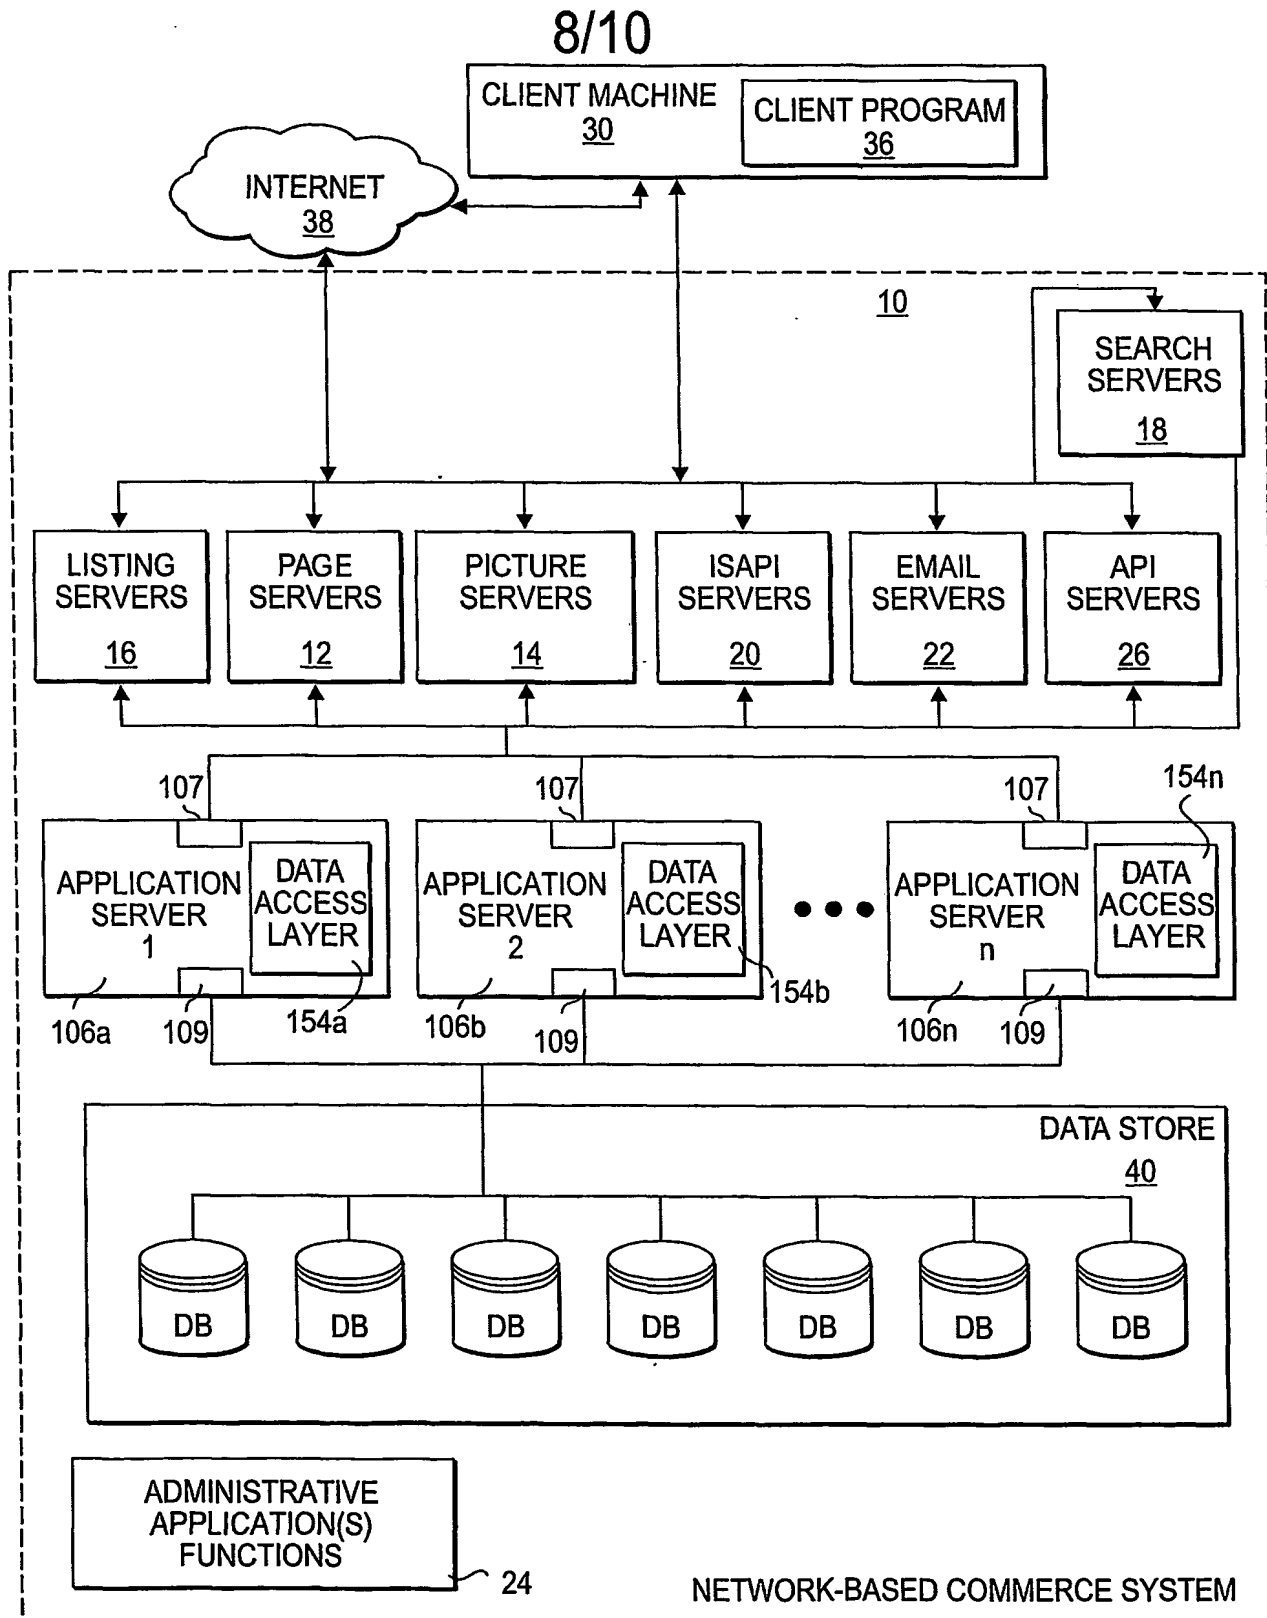 8/10
CLIENT MACHINE
30
CLIENT PROGRAM
36
INTERNET
38
10
SEARCH
SERVERS
18
LISTING
SERVERS
16
PAGE
SERVERS
12
PICTURE
SERVERS
14
ISAPI
SERVERS
20
EMAIL
SERVERS
22
API
SERVERS
26
107
107
107
154n
APPLICATION
SERVER
1
DATA
ACCESS
LAYER
APPLICATION
SERVER
2
DATA
ACCESS
LAYER
APPLICATION
SERVER
n
DATA
ACCESS
LAYER
106a
109
154a
106b
109
154b
106n
109
DATA STORE
40
DB
DB
DB
DB
DB
DB
DB
ADMINISTRATIVE
APPLICATION(S)
FUNCTIONS
24
NETWORK-BASED COMMERCE SYSTEM